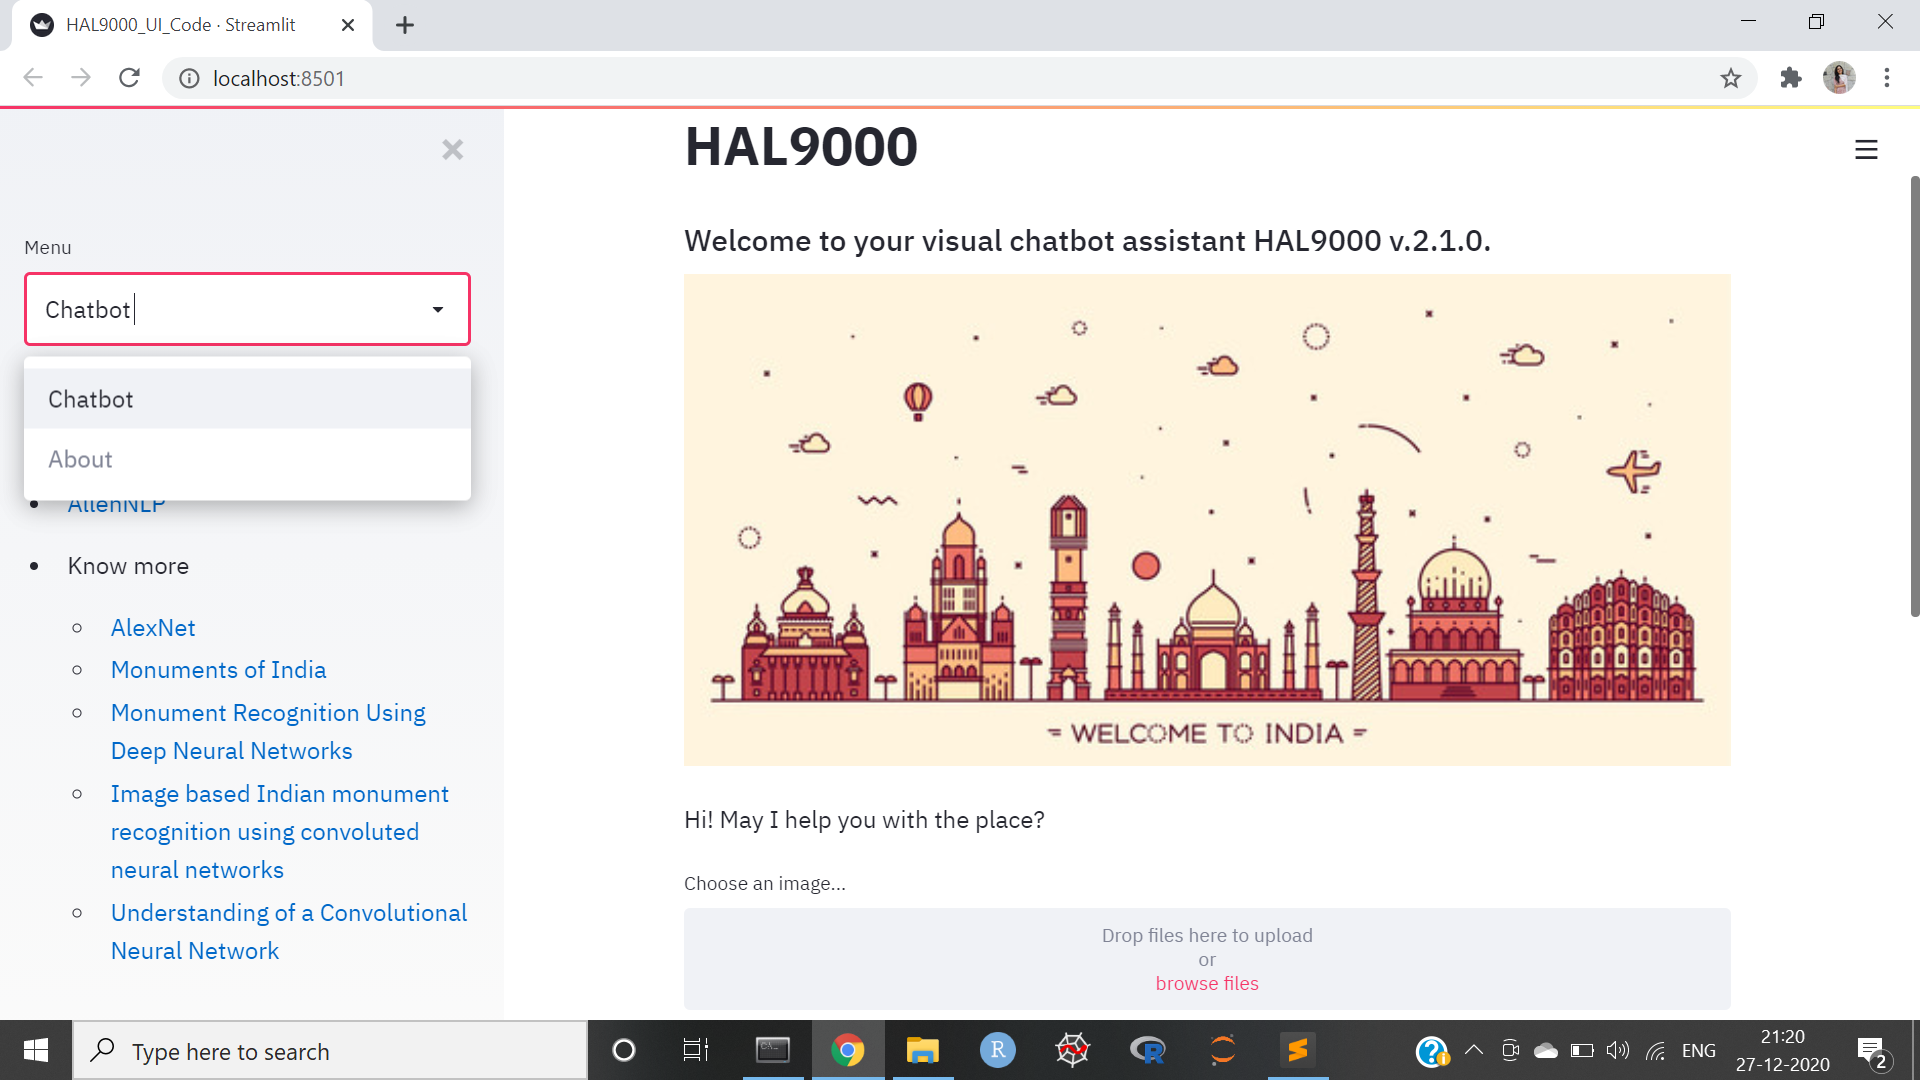 HAL9000_UI_Code · Streamlit
localhost:8501
Menu
Chatbot
Chatbot
About
AllenNLP
Know more
AlexNet
Monuments of India
Monument Recognition Using
Deep Neural Networks
Image based Indian monument
recognition using convoluted
neural networks
Understanding of a Convolutional
Neural Network
HAL9000
Welcome to your visual chatbot assistant HAL9000 v.2.1.0.
WELCOME TO INDIA
Hi! May I help you with the place?
Choose an image...
Drop files here to upload
or
browse files
Type here to search
R
R
ENG
21:20
27-12-2020
2